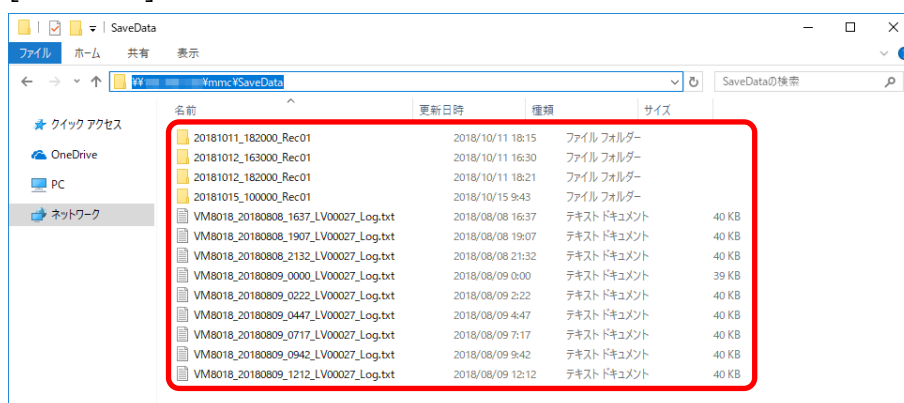 SaveData
ファイル ホーム 共有 表示
¥¥ ¥mmc¥SaveData SaveDataの検索
名前 更新日時 種類 サイズ
クイック アクセス
OneDrive
PC
ネットワーク
20181011_182000_Rec01 2018/10/11 18:15 ファイル フォルダー
20181012_163000_Rec01 2018/10/11 16:30 ファイル フォルダー
20181012_182000_Rec01 2018/10/11 18:21 ファイル フォルダー
20181015_100000_Rec01 2018/10/15 9:43 ファイル フォルダー
VM8018_20180808_1637_LV00027_Log.txt 2018/08/08 16:37 テキスト ドキュメント 40 KB
VM8018_20180808_1907_LV00027_Log.txt 2018/08/08 19:07 テキスト ドキュメント 40 KB
VM8018_20180808_2132_LV00027_Log.txt 2018/08/08 21:32 テキスト ドキュメント 40 KB
VM8018_20180809_0000_LV00027_Log.txt 2018/08/09 0:00 テキスト ドキュメント 39 KB
VM8018_20180809_0222_LV00027_Log.txt 2018/08/09 2:22 テキスト ドキュメント 40 KB
VM8018_20180809_0447_LV00027_Log.txt 2018/08/09 4:47 テキスト ドキュメント 40 KB
VM8018_20180809_0717_LV00027_Log.txt 2018/08/09 7:17 テキスト ドキュメント 40 KB
VM8018_20180809_0942_LV00027_Log.txt 2018/08/09 9:42 テキスト ドキュメント 40 KB
VM8018_20180809_1212_LV00027_Log.txt 2018/08/09 12:12 テキスト ドキュメント 40 KB